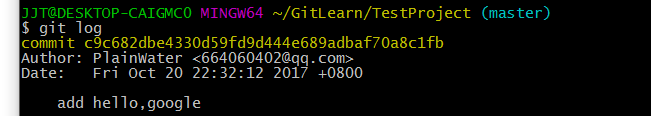 JJT@DESKTOP-CAIGMCO MINGW64 ~/GitLearn/TestProject (master)
$ git log
commit c9c682dbe4330d59fd9d444e689adbaf70a8c1fb
Author: PlainWater <664060402@qq.com>
Date:   Fri Oct 20 22:32:12 2017 +0800

    add hello,google